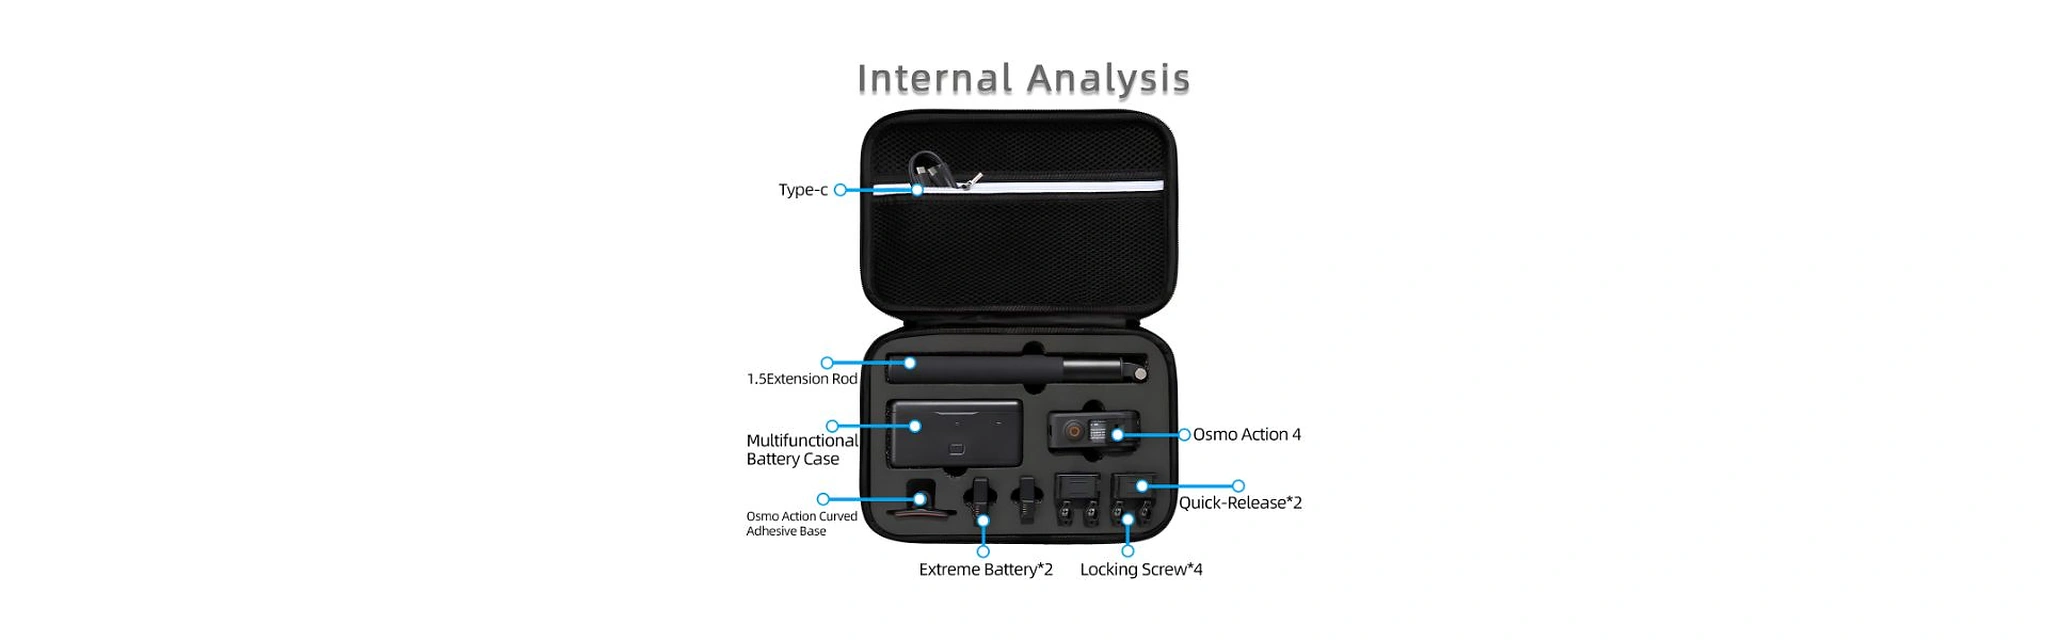 Internal Analysis
Type-c
1.5Extension Rod
Multifunctional
Battery Case
Osmo Action 4
Quick-Release*2
Osmo Action Curved
Adhesive Base
Extreme Battery*2
Locking Screw*4